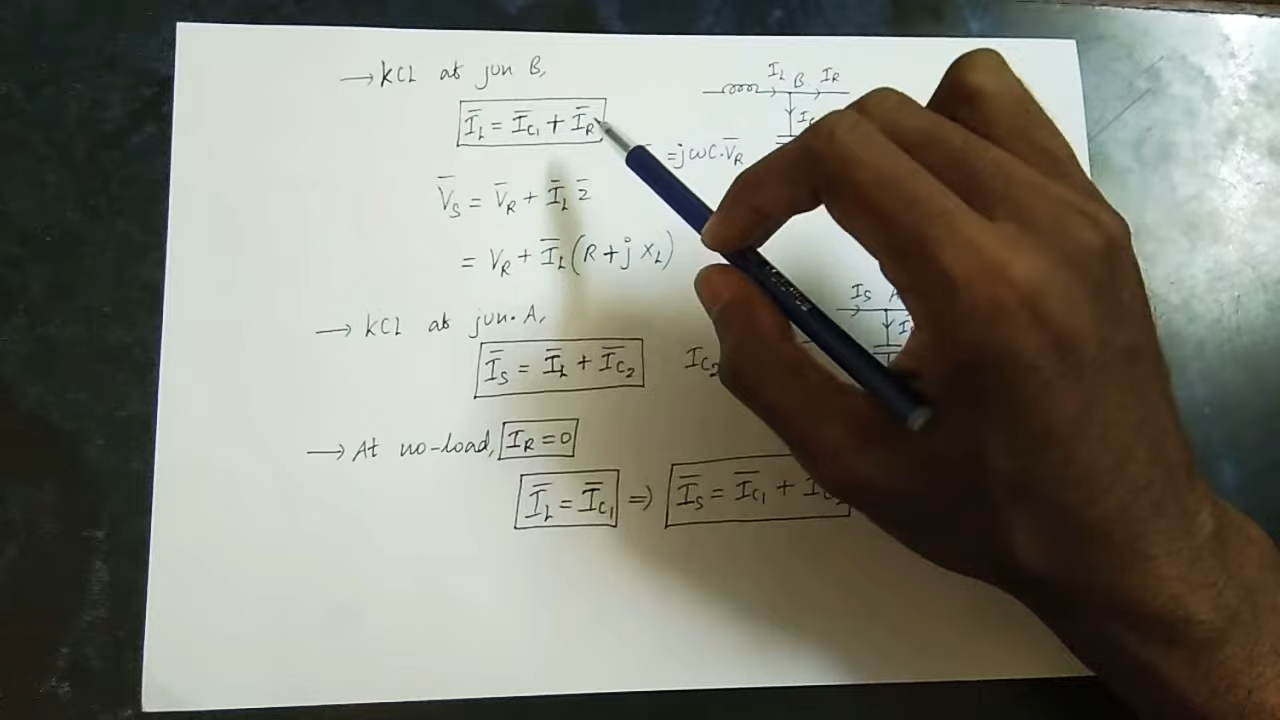 → KCL at jun B,
I̅L = I̅C1 + I̅R
IL B IR
= jωC·V̅R
V̅S = V̅R + I̅L Z̅
= VR + I̅L (R + j XL)
→ KCL at jun. A,
IS
I̅S = I̅L + I̅C2
IC2
→ At no-load, IR = 0
I̅L = I̅C1 ⇒ I̅S = I̅C1 +